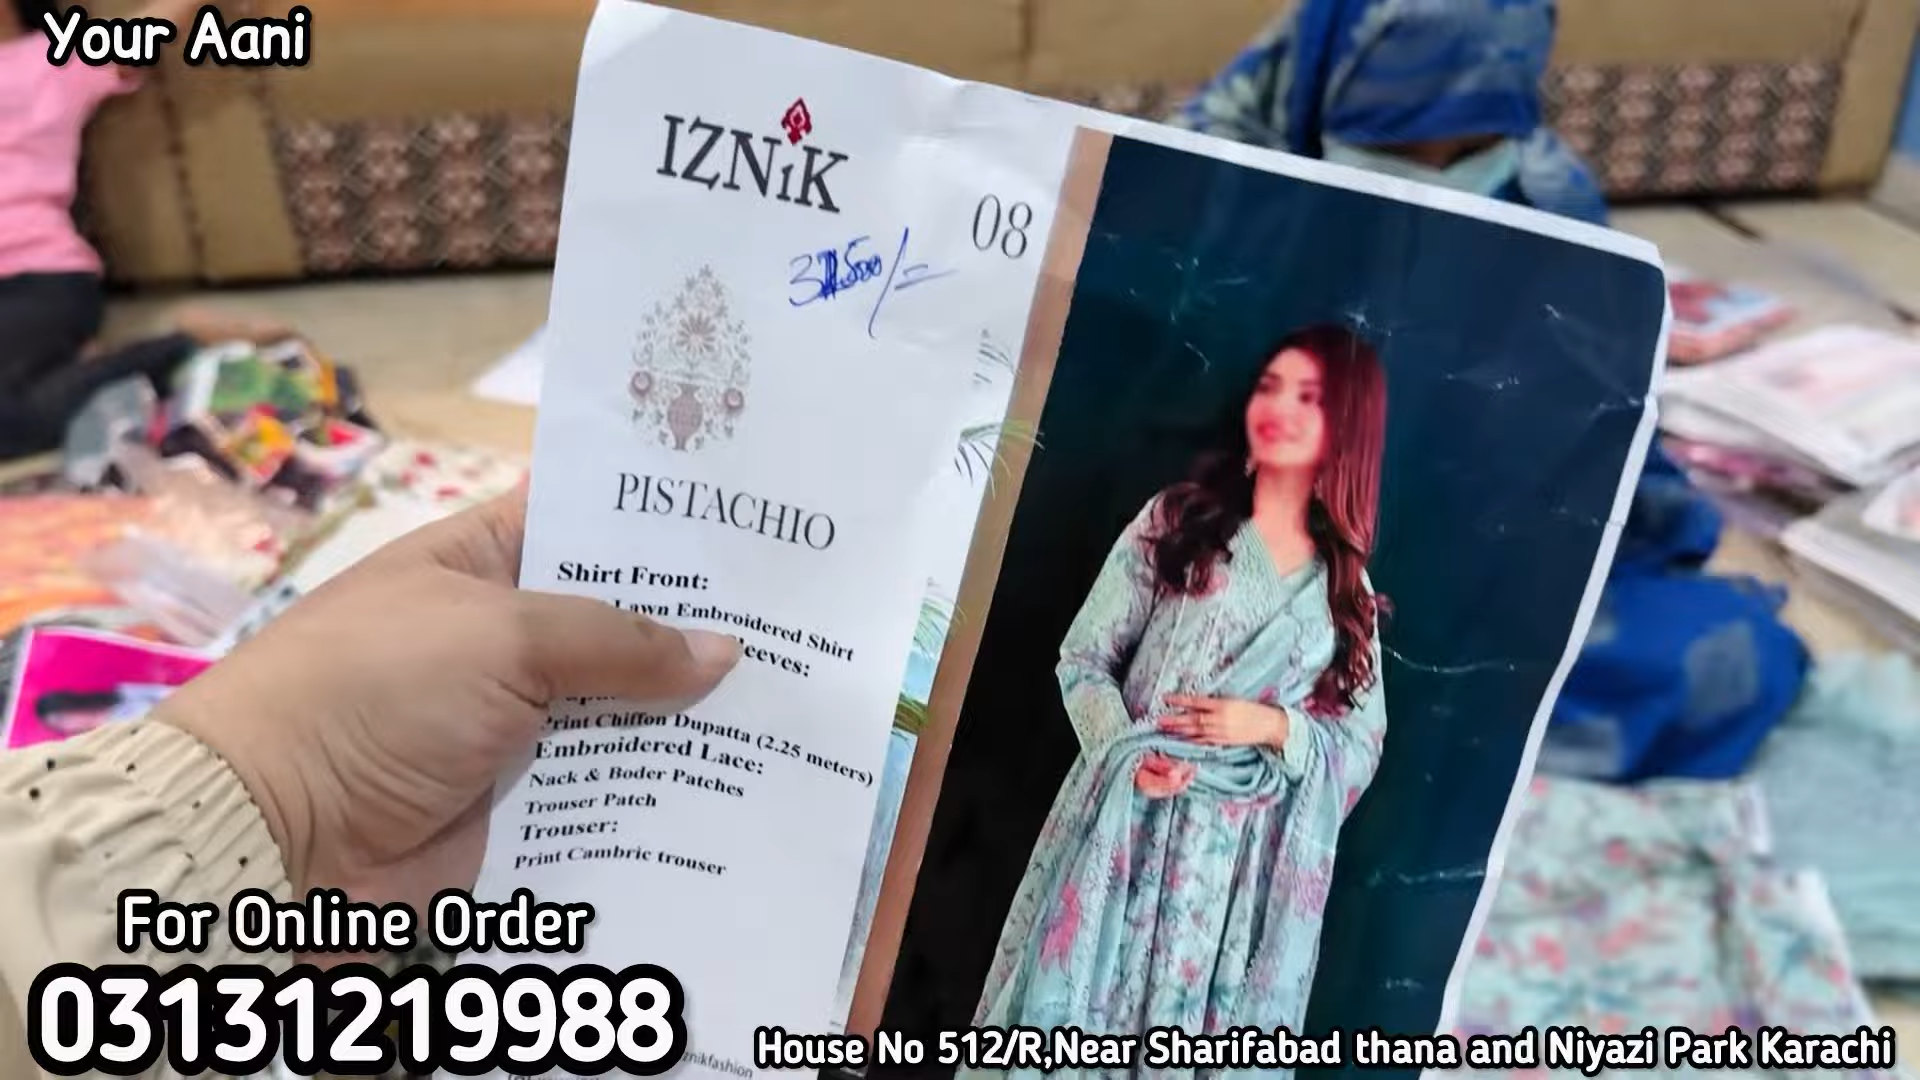 Your Aani
IZNiK
08
PISTACHIO
Shirt Front:
Lawn Embroidered Shirt
Print Chiffon Dupatta (2.25 meters)
Embroidered Lace:
Nack & Boder Patches
Trouser Patch
Trouser:
Print Cambric trouser
For Online Order
03131219988
House No 512/R,Near Sharifabad thana and Niyazi Park Karachi